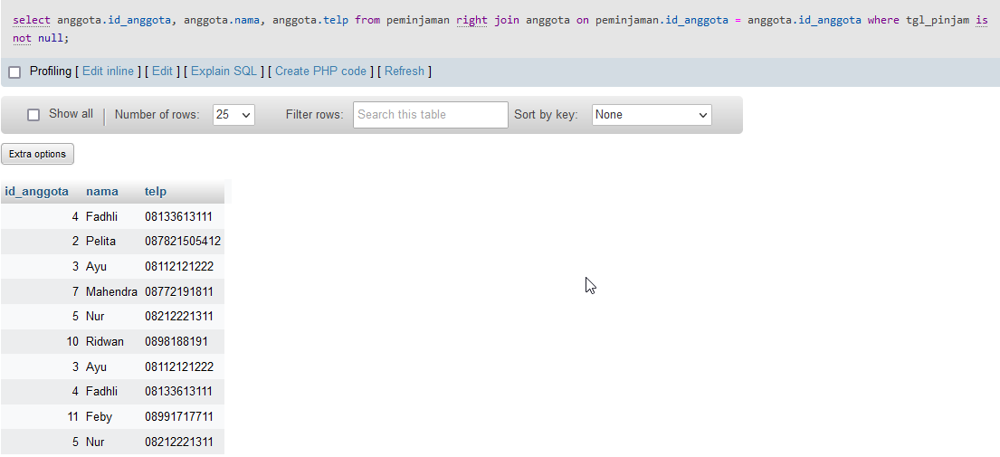 select anggota.id_anggota, anggota.nama, anggota.telp from peminjaman right join anggota on peminjaman.id_anggota = anggota.id_anggota where tgl_pinjam is
not null;
Profiling [ Edit inline ] [ Edit ] [ Explain SQL ] [ Create PHP code ] [ Refresh ]
Show all Number of rows: 25 Filter rows: Search this table Sort by key: None
Extra options
id_anggota nama telp
4 Fadhli 08133613111
2 Pelita 087821505412
3 Ayu 08112121222
7 Mahendra 08772191811
5 Nur 08212221311
10 Ridwan 0898188191
3 Ayu 08112121222
4 Fadhli 08133613111
11 Feby 08991717711
5 Nur 08212221311